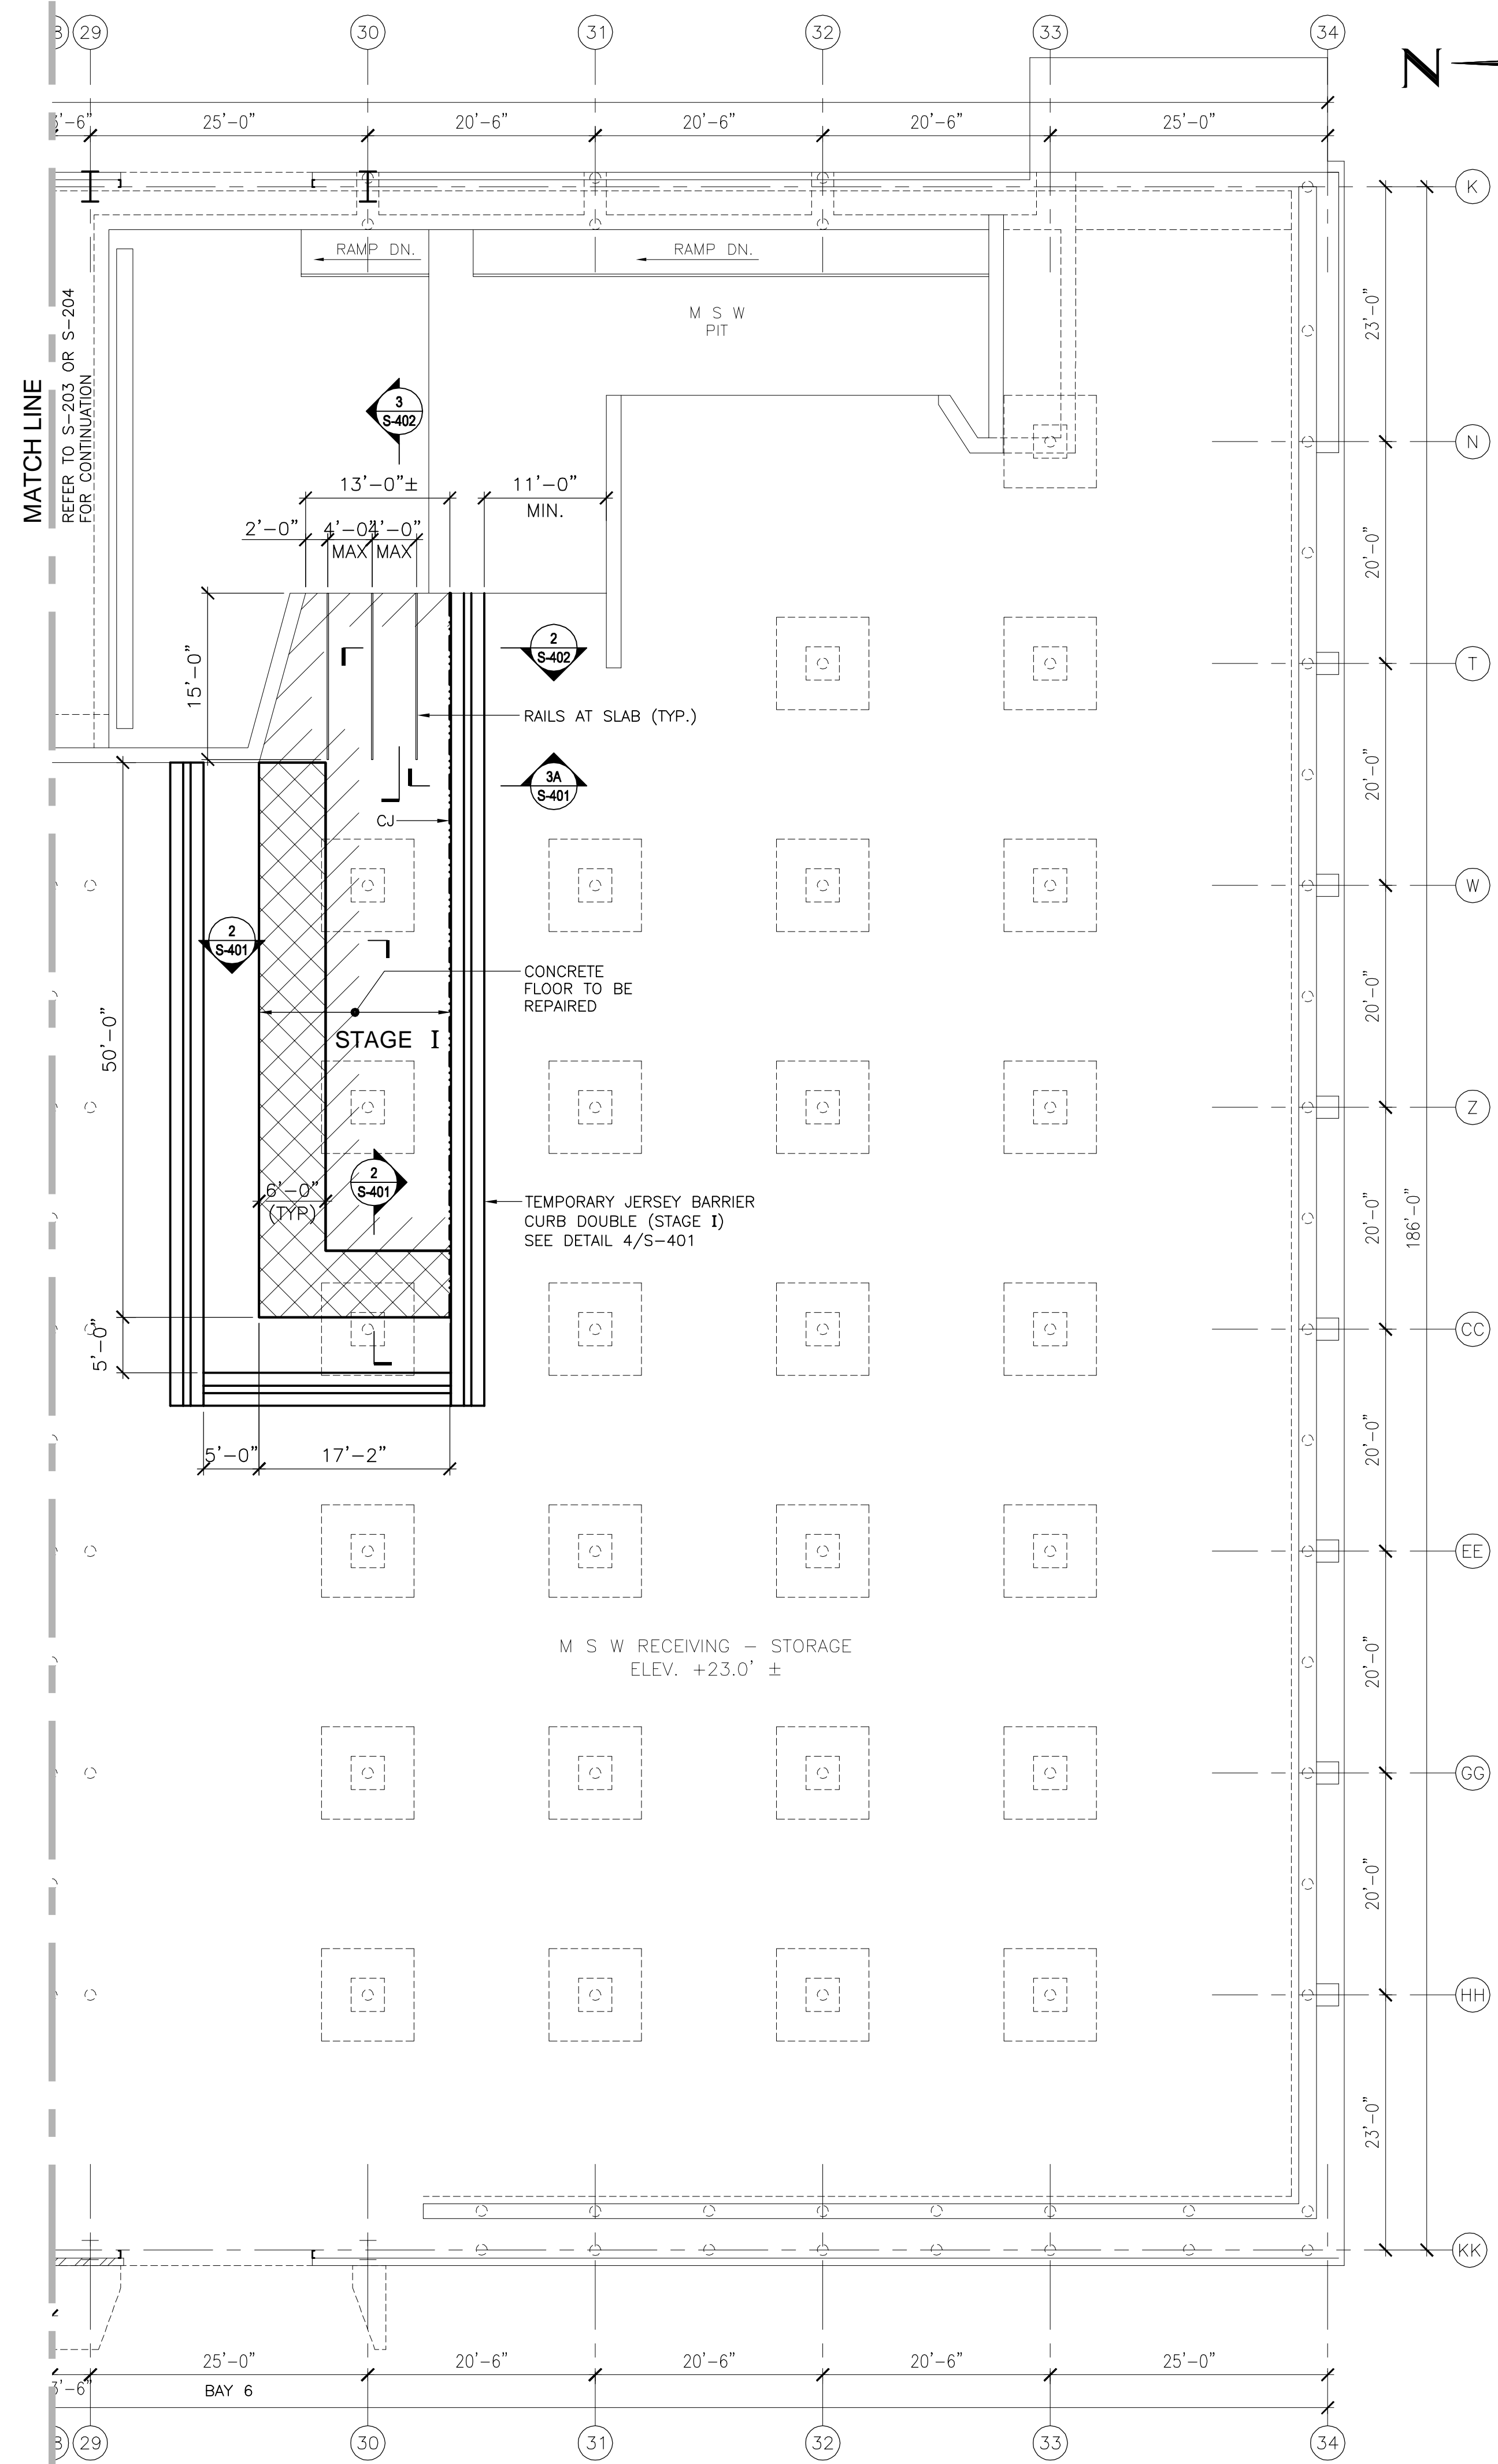 29
30
31
32
33
34
N
25'-0"
20'-6"
20'-6"
20'-6"
25'-0"
K
RAMP DN.
RAMP DN.
M S W
PIT
23'-0"
MATCH LINE
REFER TO S-203 OR S-204
FOR CONTINUATION
3
S-402
N
13'-0"±
11'-0"
MIN.
2'-0"
4'-0"
4'-0"
MAX
MAX
20'-0"
2
S-402
T
15'-0"
RAILS AT SLAB (TYP.)
3A
S-401
20'-0"
CJ
W
2
S-401
CONCRETE
FLOOR TO BE
REPAIRED
20'-0"
50'-0"
STAGE I
Z
2
S-401
6'-0"
(TYP)
TEMPORARY JERSEY BARRIER
CURB DOUBLE (STAGE I)
SEE DETAIL 4/S-401
20'-0"
186'-0"
CC
5'-0"
5'-0"
17'-2"
20'-0"
EE
M S W RECEIVING - STORAGE
ELEV. +23.0' ±
20'-0"
GG
20'-0"
HH
23'-0"
KK
25'-0"
20'-6"
20'-6"
20'-6"
25'-0"
BAY 6
29
30
31
32
33
34